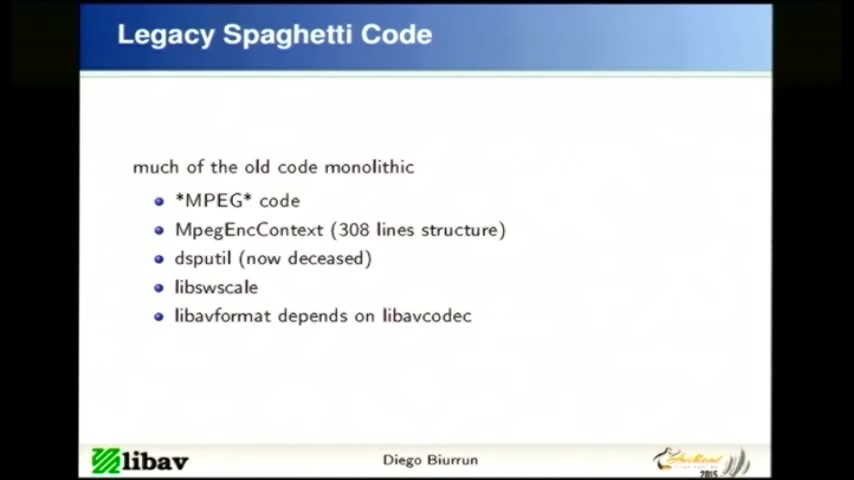 Legacy Spaghetti Code
much of the old code monolithic
*MPEG* code
MpegEncContext (308 lines structure)
dsputil (now deceased)
libswscale
libavformat depends on libavcodec
libav
Diego Biurrun
Auckland
2015